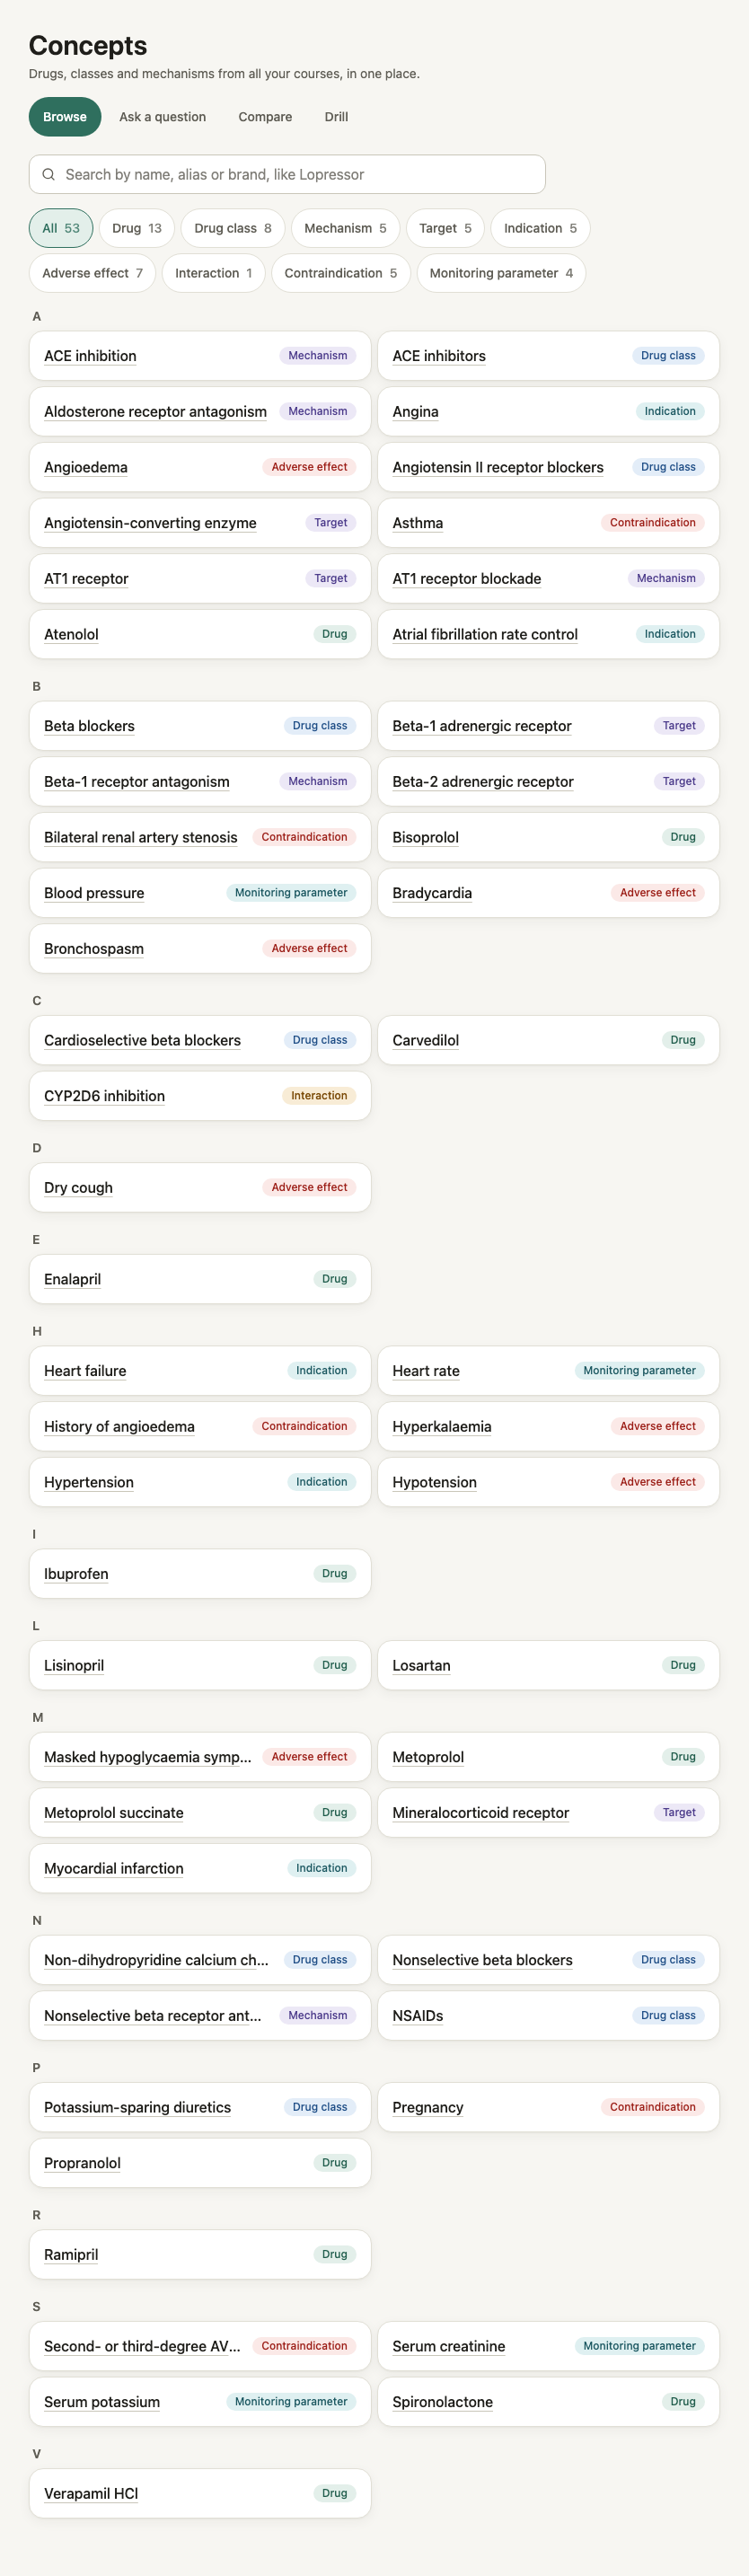 Concepts
Drugs, classes and mechanisms from all your courses, in one place.
Browse Ask a question Compare Drill
Search by name, alias or brand, like Lopressor
All 53 Drug 13 Drug class 8 Mechanism 5 Target 5 Indication 5
Adverse effect 7 Interaction 1 Contraindication 5 Monitoring parameter 4
A
ACE inhibition Mechanism ACE inhibitors Drug class
Aldosterone receptor antagonism Mechanism Angina Indication
Angioedema Adverse effect Angiotensin II receptor blockers Drug class
Angiotensin-converting enzyme Target Asthma Contraindication
AT1 receptor Target AT1 receptor blockade Mechanism
Atenolol Drug Atrial fibrillation rate control Indication
B
Beta blockers Drug class Beta-1 adrenergic receptor Target
Beta-1 receptor antagonism Mechanism Beta-2 adrenergic receptor Target
Bilateral renal artery stenosis Contraindication Bisoprolol Drug
Blood pressure Monitoring parameter Bradycardia Adverse effect
Bronchospasm Adverse effect
C
Cardioselective beta blockers Drug class Carvedilol Drug
CYP2D6 inhibition Interaction
D
Dry cough Adverse effect
E
Enalapril Drug
H
Heart failure Indication Heart rate Monitoring parameter
History of angioedema Contraindication Hyperkalaemia Adverse effect
Hypertension Indication Hypotension Adverse effect
I
Ibuprofen Drug
L
Lisinopril Drug Losartan Drug
M
Masked hypoglycaemia symp... Adverse effect Metoprolol Drug
Metoprolol succinate Drug Mineralocorticoid receptor Target
Myocardial infarction Indication
N
Non-dihydropyridine calcium ch... Drug class Nonselective beta blockers Drug class
Nonselective beta receptor ant... Mechanism NSAIDs Drug class
P
Potassium-sparing diuretics Drug class Pregnancy Contraindication
Propranolol Drug
R
Ramipril Drug
S
Second- or third-degree AV... Contraindication Serum creatinine Monitoring parameter
Serum potassium Monitoring parameter Spironolactone Drug
V
Verapamil HCl Drug